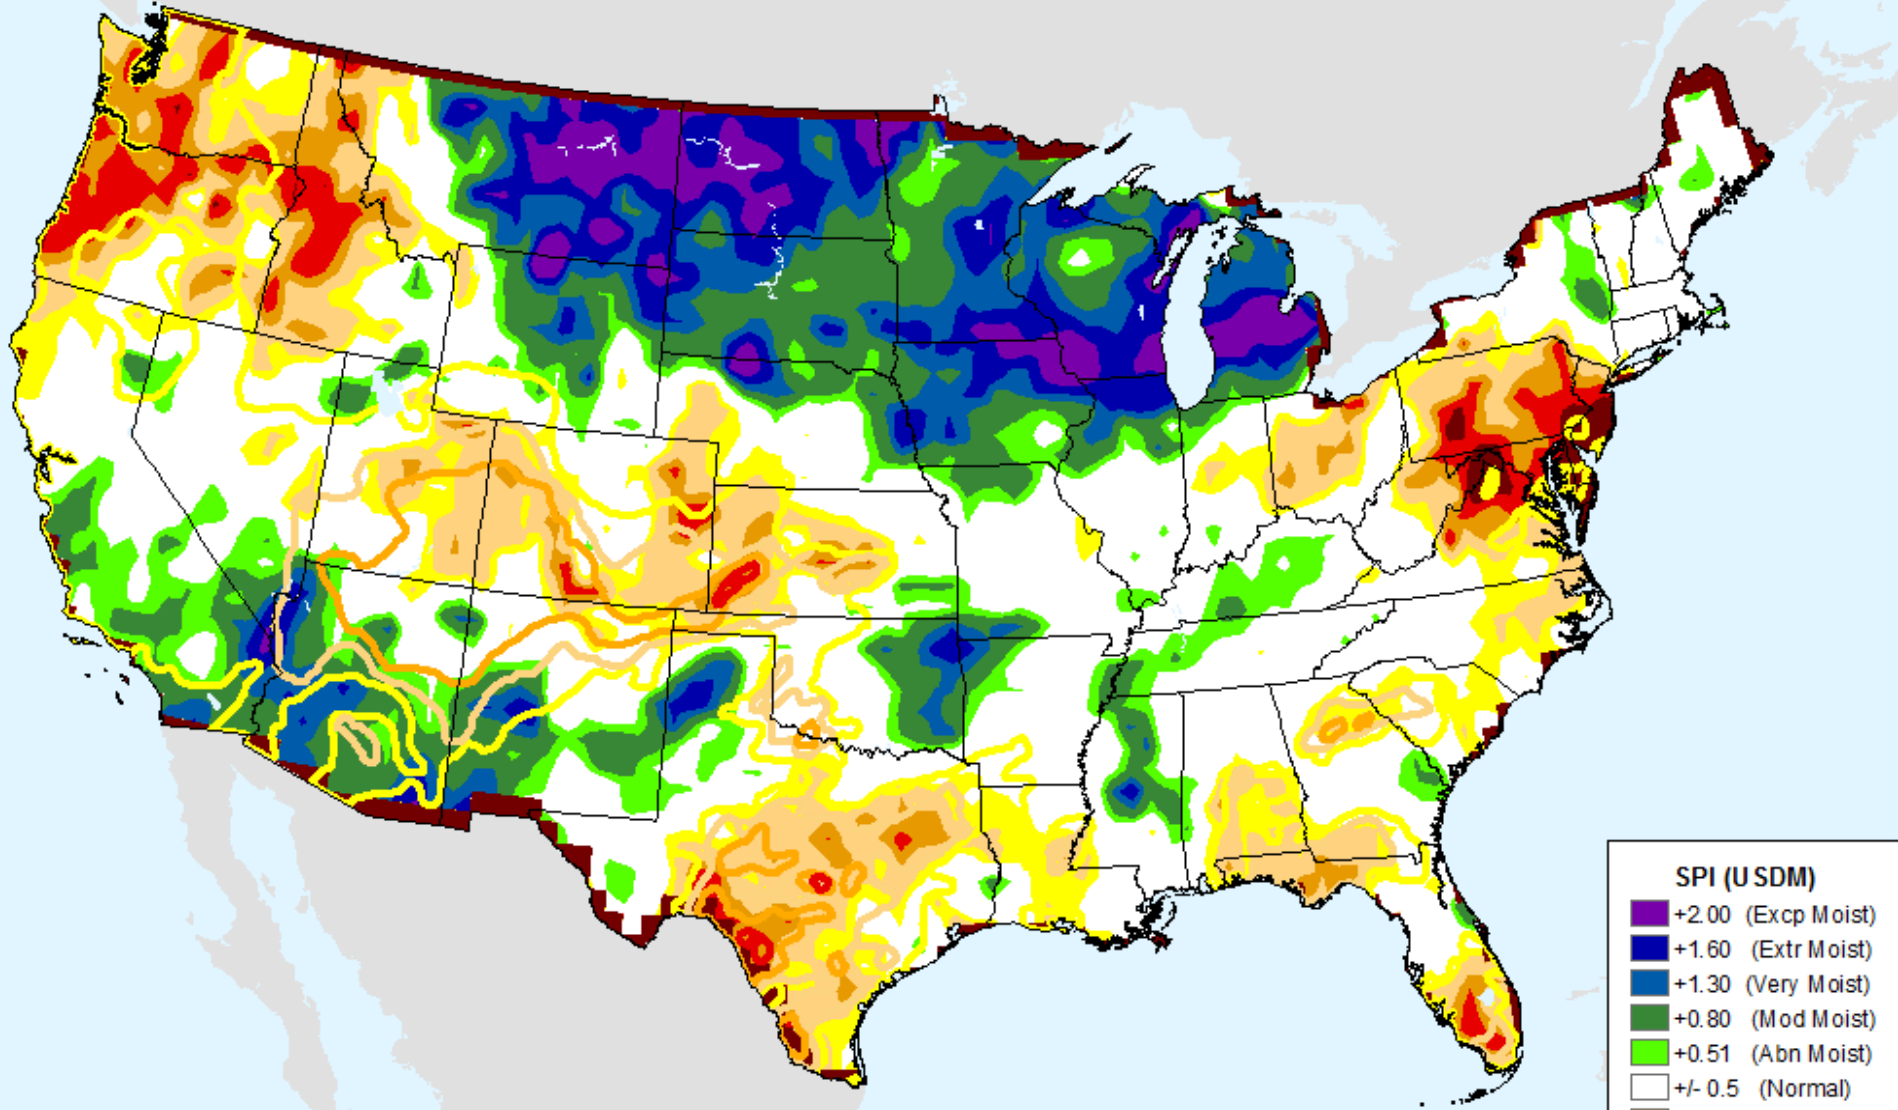 SPI (USDM)
+2.00 (Excp Moist)
+1.60 (Extr Moist)
+1.30 (Very Moist)
+0.80 (Mod Moist)
+0.51 (Abn Moist)
+/- 0.5 (Normal)